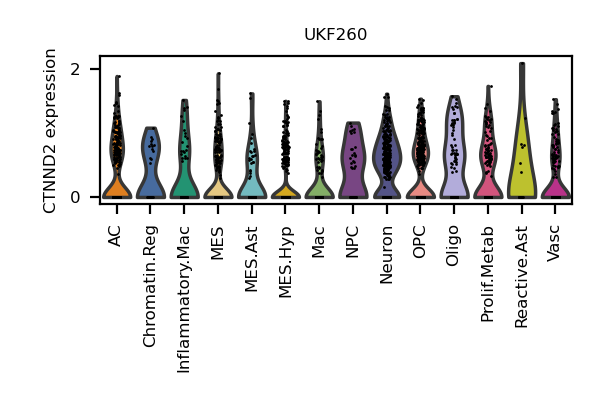 UKF260
CTNND2 expression
2
0
AC
Chromatin.Reg
Inflammatory.Mac
MES
MES.Ast
MES.Hyp
Mac
NPC
Neuron
OPC
Oligo
Prolif.Metab
Reactive.Ast
Vasc